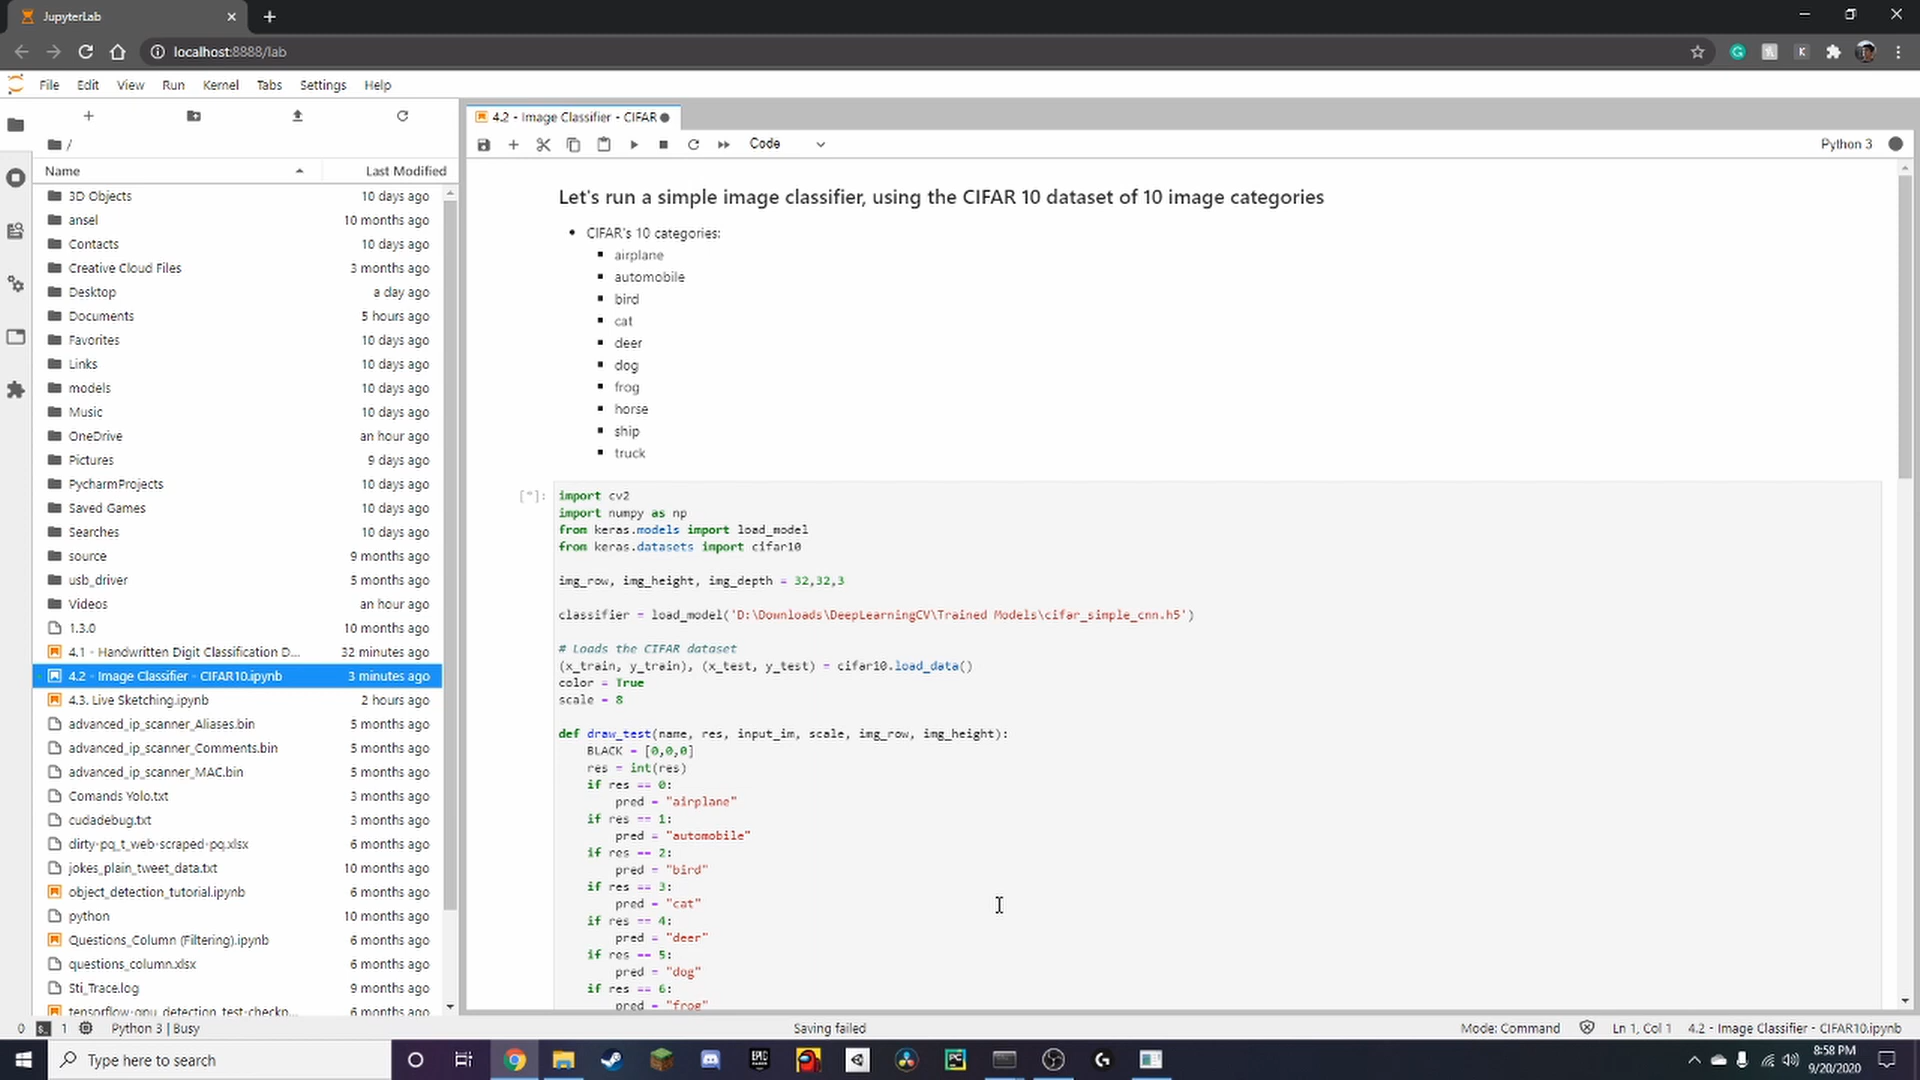 JupyterLab
localhost:8888/lab
File Edit View Run Kernel Tabs Settings Help
/
Name Last Modified
3D Objects 10 days ago
ansel 10 months ago
Contacts 10 days ago
Creative Cloud Files 3 months ago
Desktop a day ago
Documents 5 hours ago
Favorites 10 days ago
Links 10 days ago
models 10 days ago
Music 10 days ago
OneDrive an hour ago
Pictures 9 days ago
PycharmProjects 10 days ago
Saved Games 10 days ago
Searches 10 days ago
source 9 months ago
usb_driver 5 months ago
Videos an hour ago
1.3.0 10 months ago
4.1 - Handwritten Digit Classification D... 32 minutes ago
4.2 - Image Classifier - CIFAR10.ipynb 3 minutes ago
4.3. Live Sketching.ipynb 2 hours ago
advanced_ip_scanner_Aliases.bin 5 months ago
advanced_ip_scanner_Comments.bin 5 months ago
advanced_ip_scanner_MAC.bin 5 months ago
Comands Yolo.txt 3 months ago
cudadebug.txt 3 months ago
dirty-pq_t_web-scraped-pq.xlsx 6 months ago
jokes_plain_tweet_data.txt 10 months ago
object_detection_tutorial.ipynb 6 months ago
python 10 months ago
Questions_Column (Filtering).ipynb 6 months ago
questions_column.xlsx 6 months ago
Sti_Trace.log 9 months ago
tensorflow-gpu_detection_test-checkp... 6 months ago
4.2 - Image Classifier - CIFAR
Code
Python 3
Let's run a simple image classifier, using the CIFAR 10 dataset of 10 image categories
• CIFAR's 10 categories:
▪ airplane
▪ automobile
▪ bird
▪ cat
▪ deer
▪ dog
▪ frog
▪ horse
▪ ship
▪ truck
[*]:
import cv2
import numpy as np
from keras.models import load_model
from keras.datasets import cifar10
img_row, img_height, img_depth = 32,32,3
classifier = load_model('D:\Downloads\DeepLearningCV\Trained Models\cifar_simple_cnn.h5')
# Loads the CIFAR dataset
(x_train, y_train), (x_test, y_test) = cifar10.load_data()
color = True
scale = 8
def draw_test(name, res, input_im, scale, img_row, img_height):
    BLACK = [0,0,0]
    res = int(res)
    if res == 0:
        pred = "airplane"
    if res == 1:
        pred = "automobile"
    if res == 2:
        pred = "bird"
    if res == 3:
        pred = "cat"
    if res == 4:
        pred = "deer"
    if res == 5:
        pred = "dog"
    if res == 6:
        pred = "frog"
0 1 Python 3 | Busy Saving failed Mode: Command Ln 1, Col 1 4.2 - Image Classifier - CIFAR10.ipynb
Type here to search
EPIC
PC
8:58 PM
9/20/2020